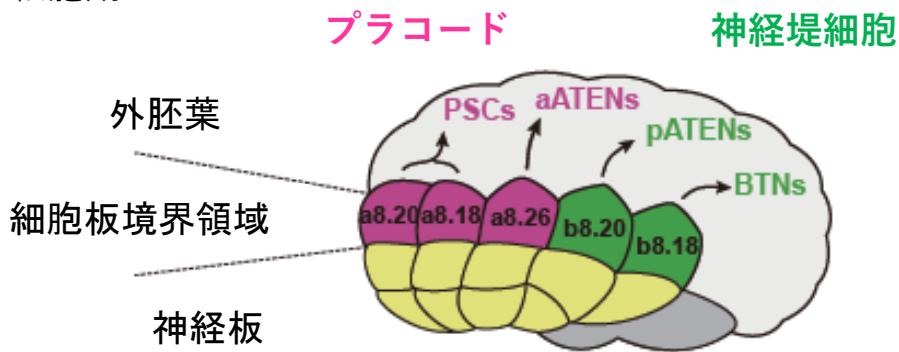 プラコード
神経堤細胞
外胚葉
細胞板境界領域
神経板
PSCs
aATENs
pATENs
BTNs
a8.20
a8.18
a8.26
b8.20
b8.18